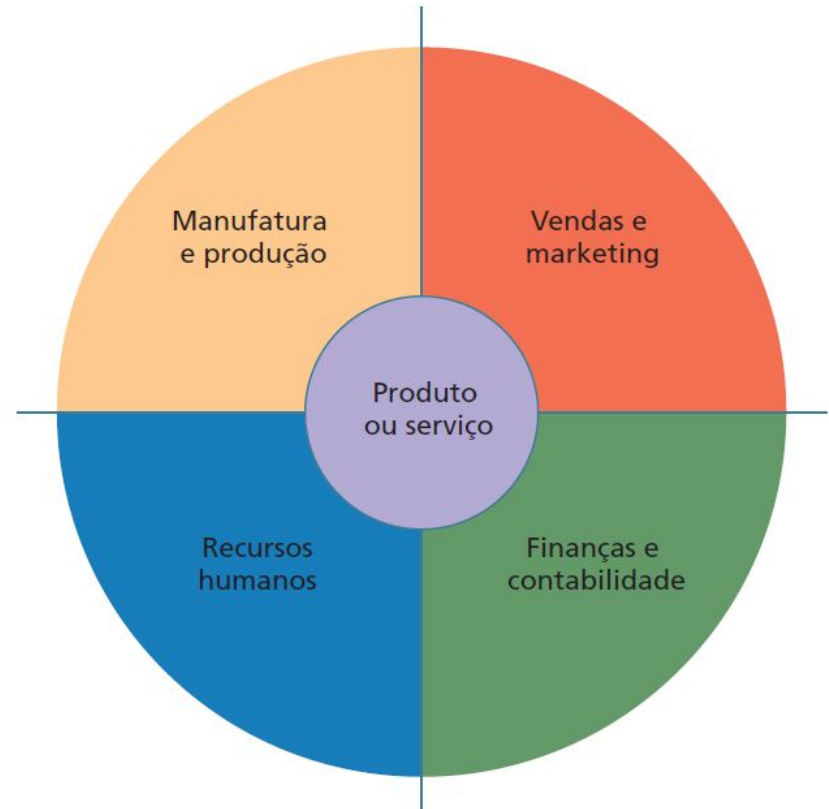 Manufatura
e produção
Vendas e
marketing
Produto
ou serviço
Recursos
humanos
Finanças e
contabilidade